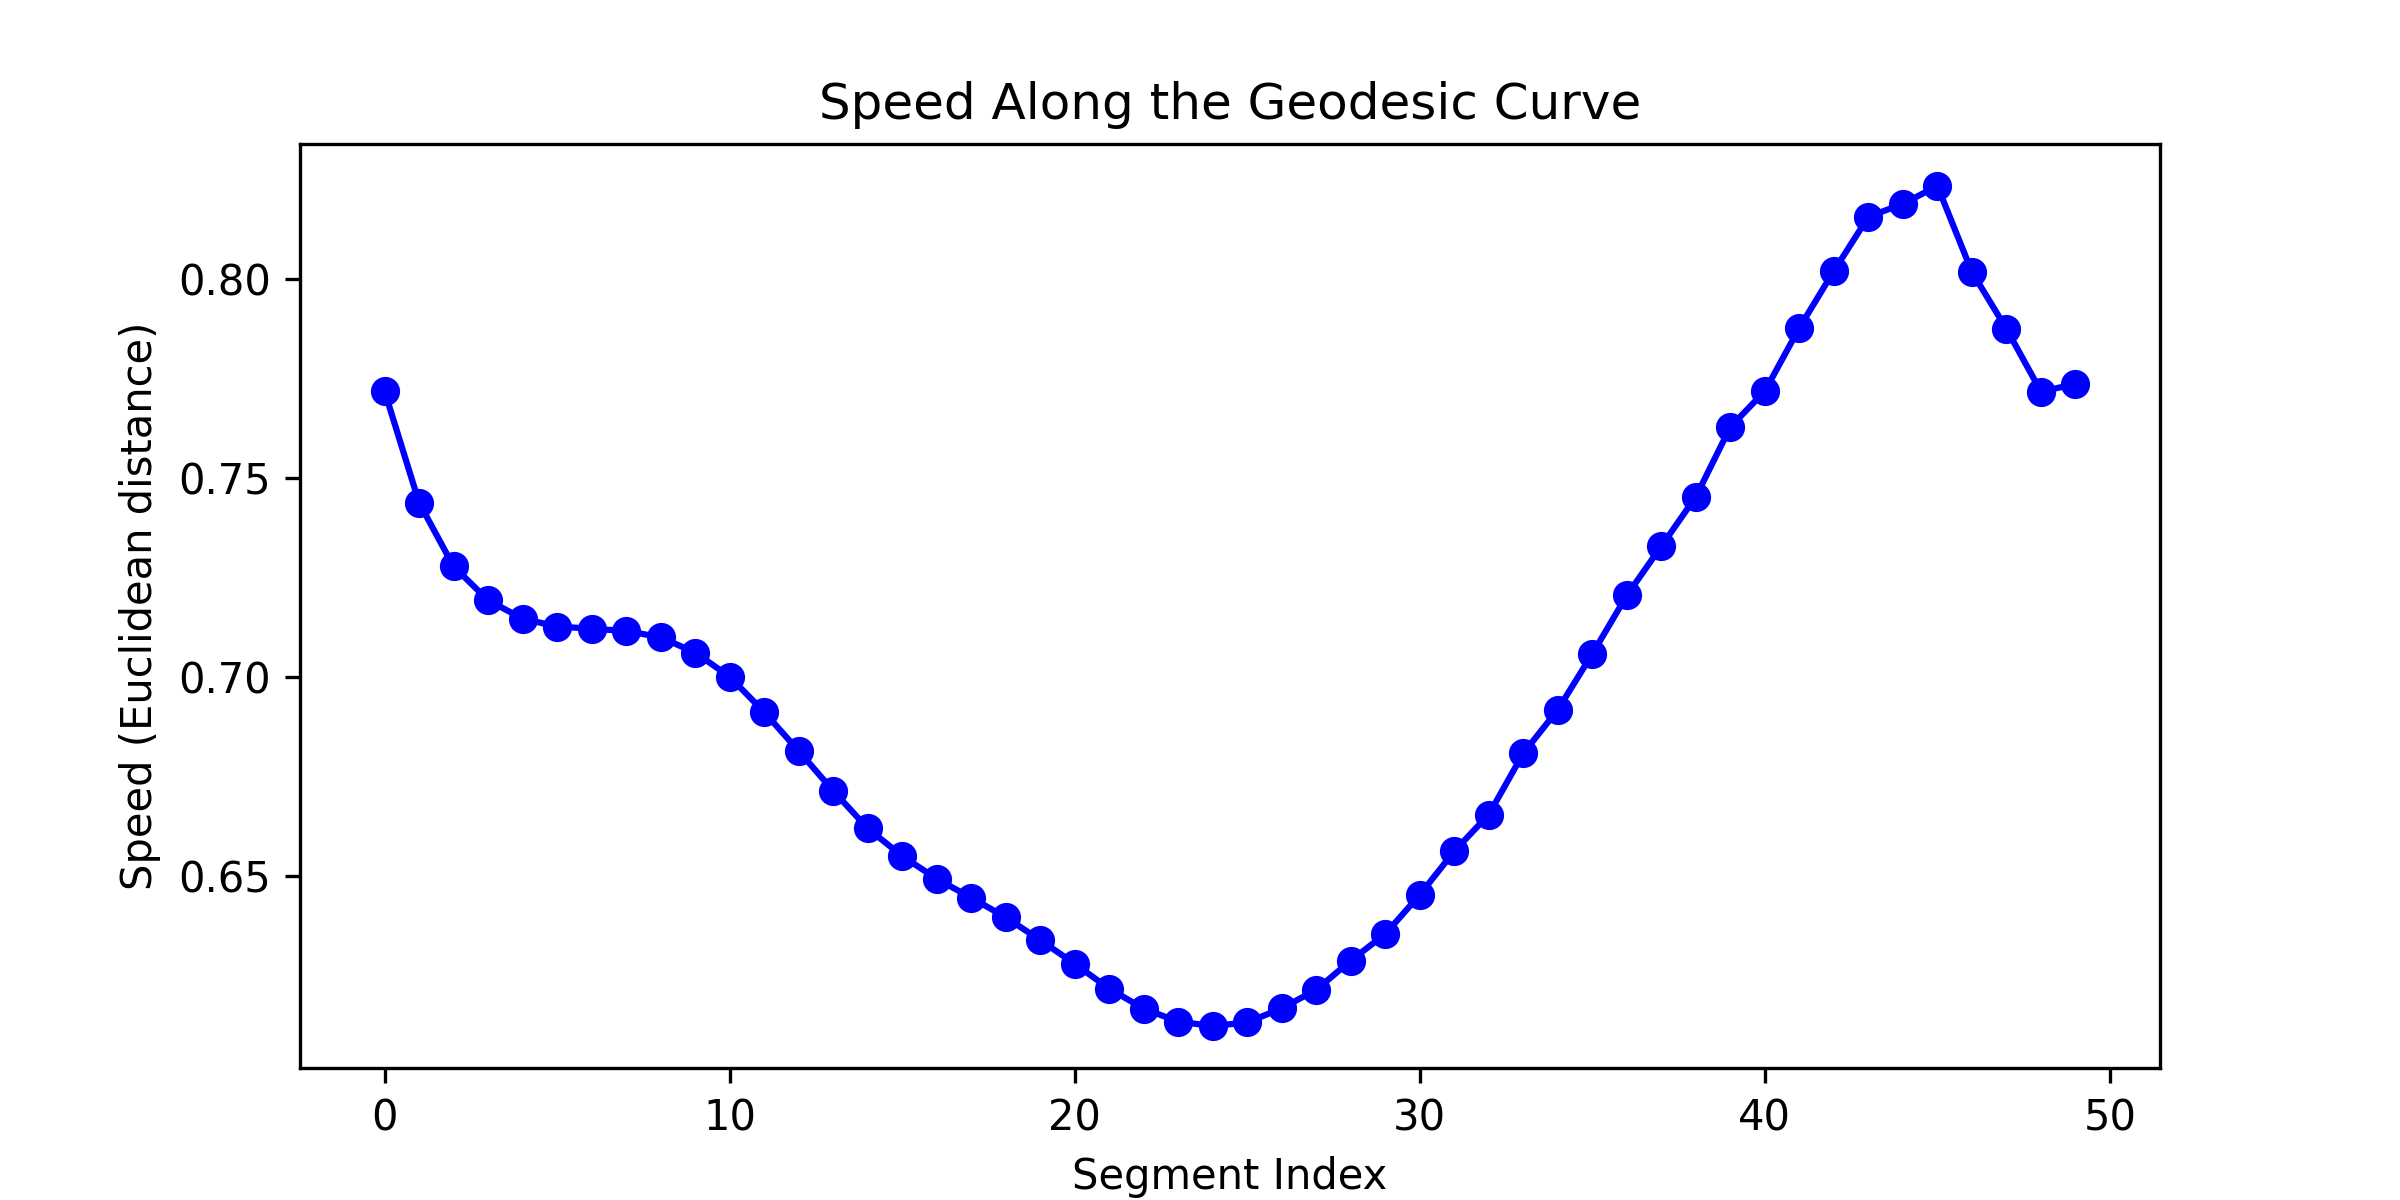 Speed Along the Geodesic Curve
Speed (Euclidean distance)
0.80
0.75
0.70
0.65
0 10 20 30 40 50
Segment Index